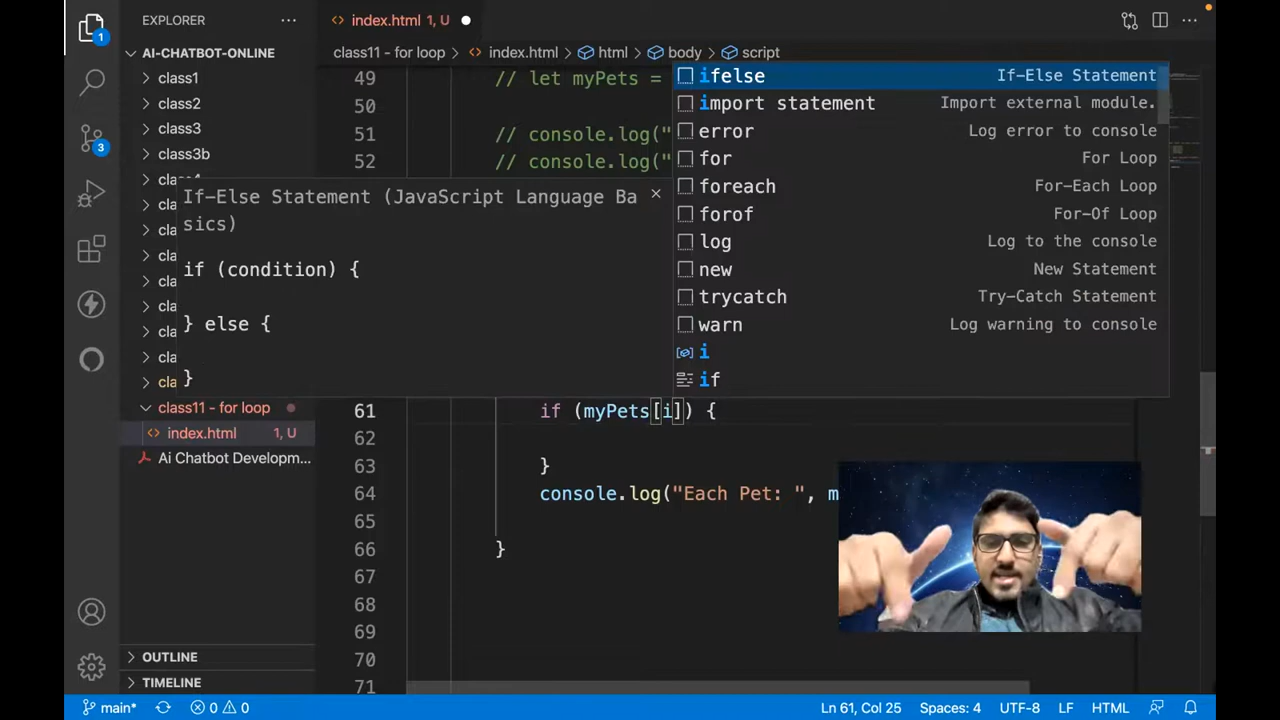 EXPLORER
index.html 1, U
AI-CHATBOT-ONLINE
class11 - for loop > index.html > html > body > script
class1
class2
class3
class3b
cla
cla
cla
cla
cla
cla
class11 - for loop
index.html 1, U
Ai Chatbot Developm...
OUTLINE
TIMELINE
1
3
49 // let myPets =
50
51 // console.log("
52 // console.log("
ifelse If-Else Statement
import statement Import external module.
error Log error to console
for For Loop
foreach For-Each Loop
forof For-Of Loop
log Log to the console
new New Statement
trycatch Try-Catch Statement
warn Log warning to console
i
if
If-Else Statement (JavaScript Language Ba
sics)
if (condition) {
} else {
}
61 if (myPets[i]) {
62
63 }
64 console.log("Each Pet: ", m
65
66 }
67
68
69
70
71
main* 0 0 Ln 61, Col 25 Spaces: 4 UTF-8 LF HTML